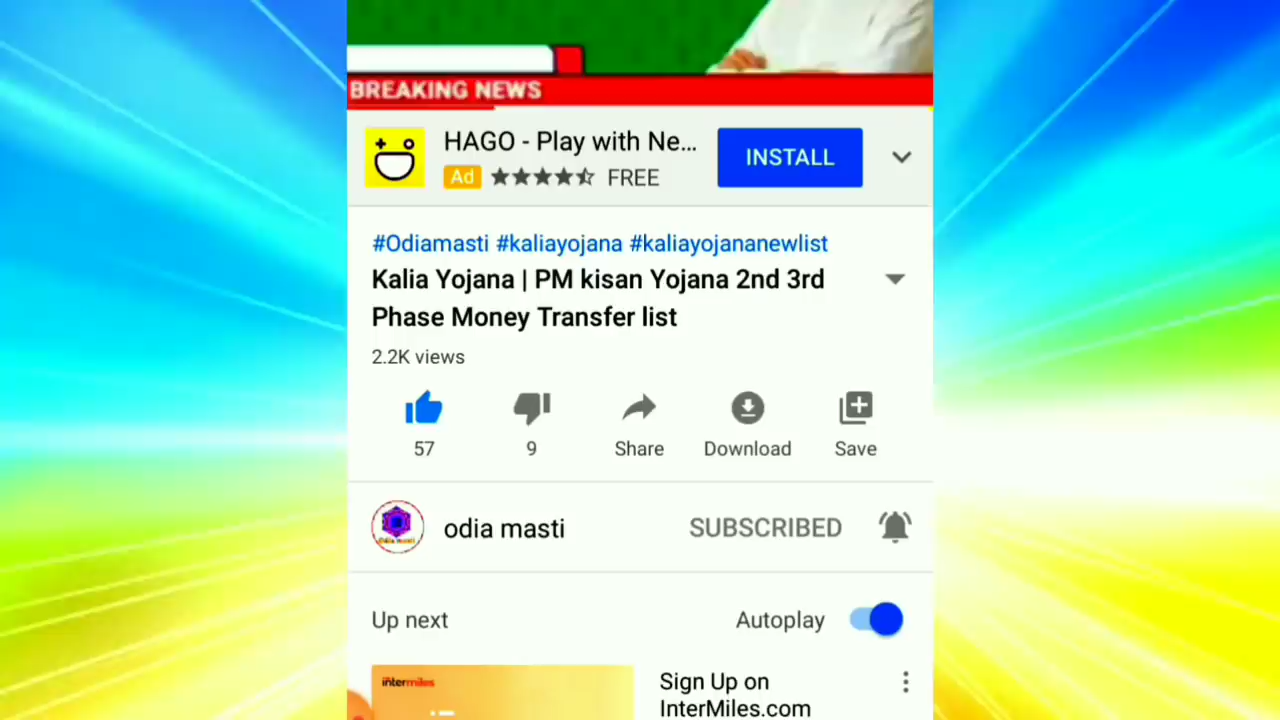 BREAKING NEWS
HAGO - Play with Ne...
INSTALL
Ad
FREE
#Odiamasti #kaliayojana #kaliayojananewlist
Kalia Yojana | PM kisan Yojana 2nd 3rd
Phase Money Transfer list
2.2K views
57
9
Share
Download
Save
odia masti
SUBSCRIBED
Up next
Autoplay
intermiles
Sign Up on
InterMiles.com